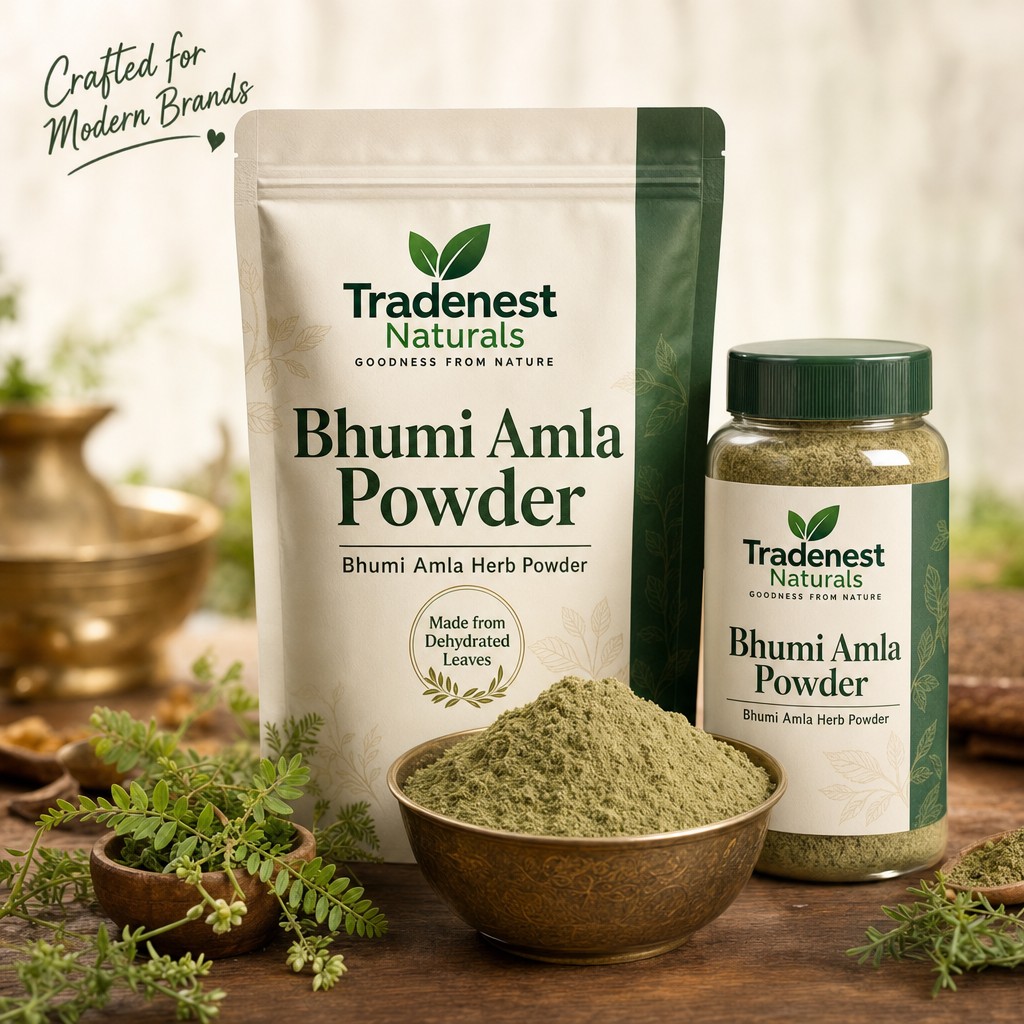 Crafted for
Modern Brands
Tradenest
Naturals
GOODNESS FROM NATURE
Bhumi Amla
Powder
Bhumi Amla Herb Powder
Made from
Dehydrated
Leaves
Tradenest
Naturals
GOODNESS FROM NATURE
Bhumi Amla
Powder
Bhumi Amla Herb Powder